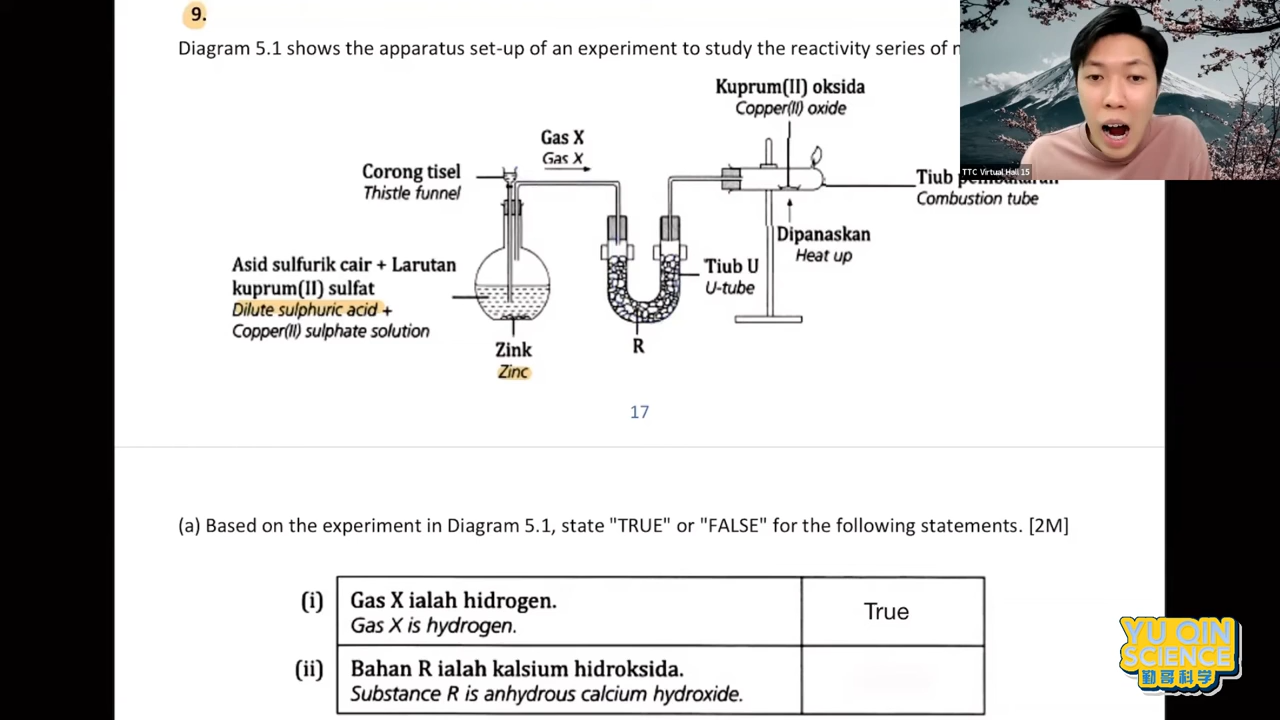 9.
Diagram 5.1 shows the apparatus set-up of an experiment to study the reactivity series of
Kuprum(II) oksida
Copper(II) oxide
Gas X
Gas X
Corong tisel
Thistle funnel
TTC Virtual Hall 15
Tiub
Combustion tube
Dipanaskan
Heat up
Asid sulfurik cair + Larutan
kuprum(II) sulfat
Dilute sulphuric acid +
Copper(II) sulphate solution
Tiub U
U-tube
Zink
Zinc
R
17
(a) Based on the experiment in Diagram 5.1, state "TRUE" or "FALSE" for the following statements. [2M]
(i) Gas X ialah hidrogen.
Gas X is hydrogen.
True
(ii) Bahan R ialah kalsium hidroksida.
Substance R is anhydrous calcium hydroxide.
YU QIN
SCIENCE
勤哥科学